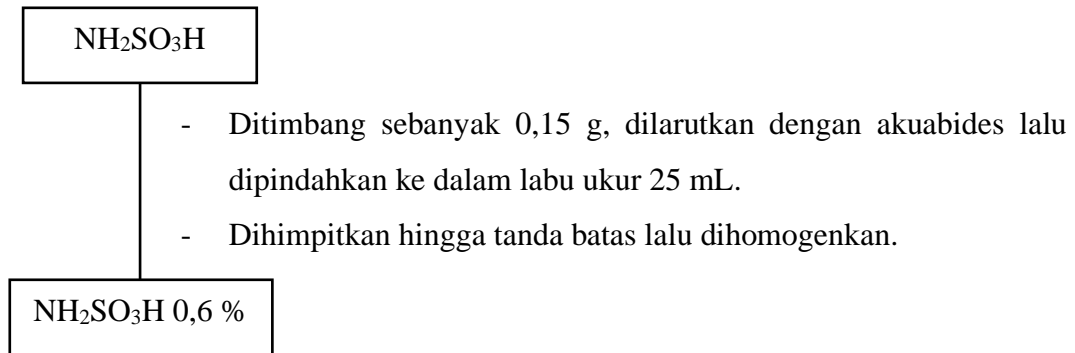 NH₂SO₃H
- Ditimbang sebanyak 0,15 g, dilarutkan dengan akuabides lalu
dipindahkan ke dalam labu ukur 25 mL.
- Dihimpitkan hingga tanda batas lalu dihomogenkan.
NH₂SO₃H 0,6 %